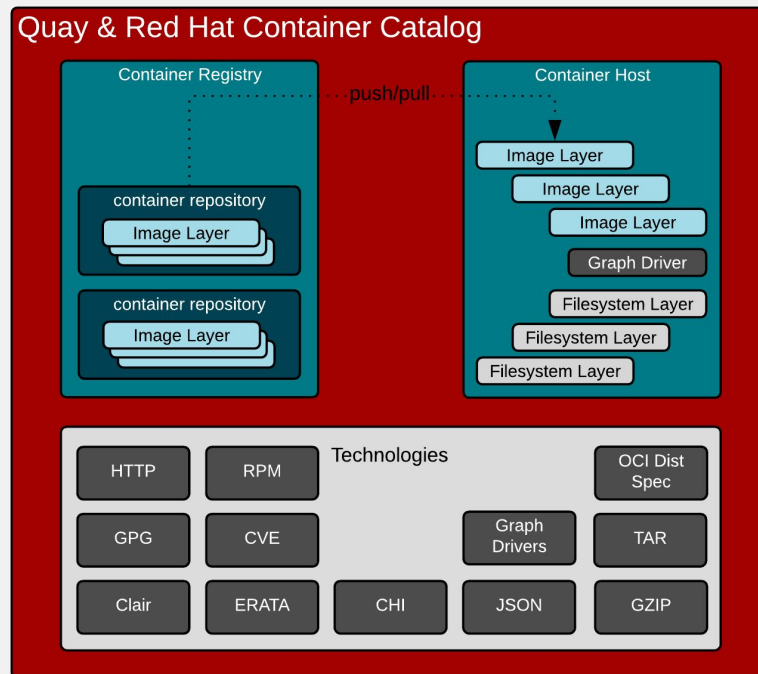 Quay & Red Hat Container Catalog
Container Registry
Container Host
push/pull
container repository
Image Layer
container repository
Image Layer
Image Layer
Image Layer
Image Layer
Graph Driver
Filesystem Layer
Filesystem Layer
Filesystem Layer
Technologies
HTTP
RPM
OCI Dist
Spec
GPG
CVE
Graph
Drivers
TAR
Clair
ERATA
CHI
JSON
GZIP